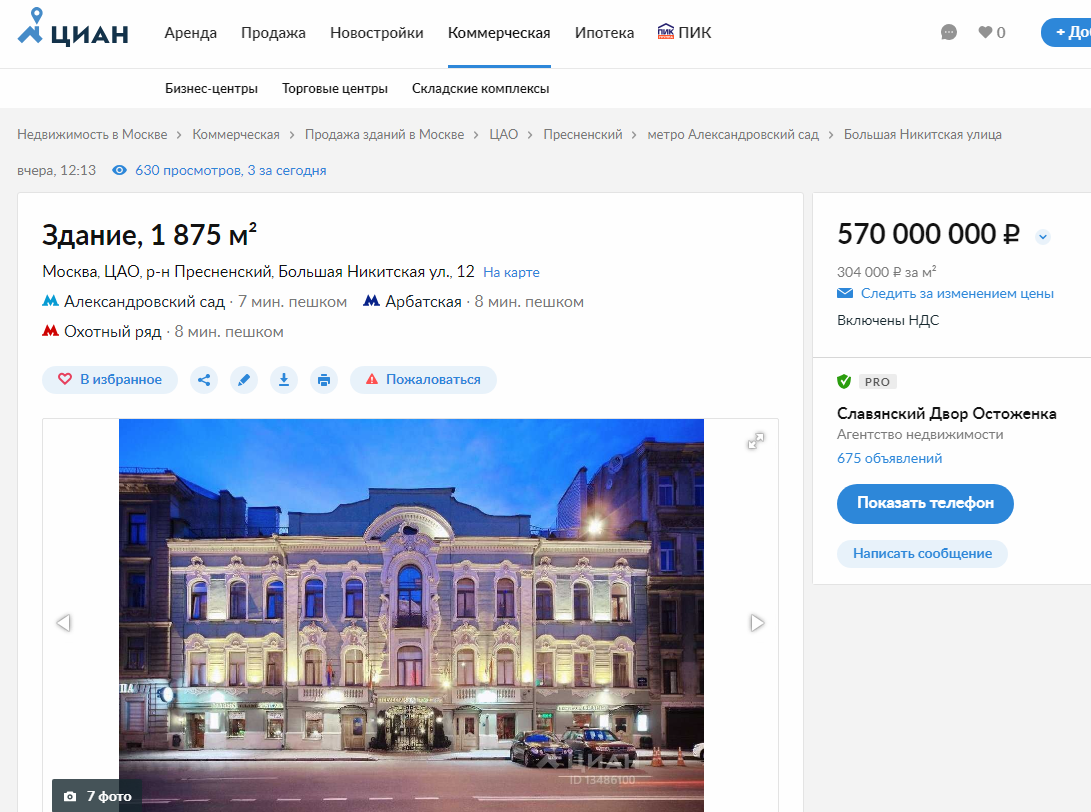 ЦИАН
Аренда Продажа Новостройки Коммерческая Ипотека ПИК ПИК 0 + До
Бизнес-центры Торговые центры Складские комплексы
Недвижимость в Москве › Коммерческая › Продажа зданий в Москве › ЦАО › Пресненский › метро Александровский сад › Большая Никитская улица
вчера, 12:13 630 просмотров, 3 за сегодня
Здание, 1 875 м²
Москва, ЦАО, р-н Пресненский, Большая Никитская ул., 12 На карте
Александровский сад · 7 мин. пешком Арбатская · 8 мин. пешком
Охотный ряд · 8 мин. пешком
В избранное Пожаловаться
ЦИАН
ID 13486100
7 фото
570 000 000 ₽
304 000 ₽ за м²
Следить за изменением цены
Включены НДС
PRO
Славянский Двор Остоженка
Агентство недвижимости
675 объявлений
Показать телефон
Написать сообщение